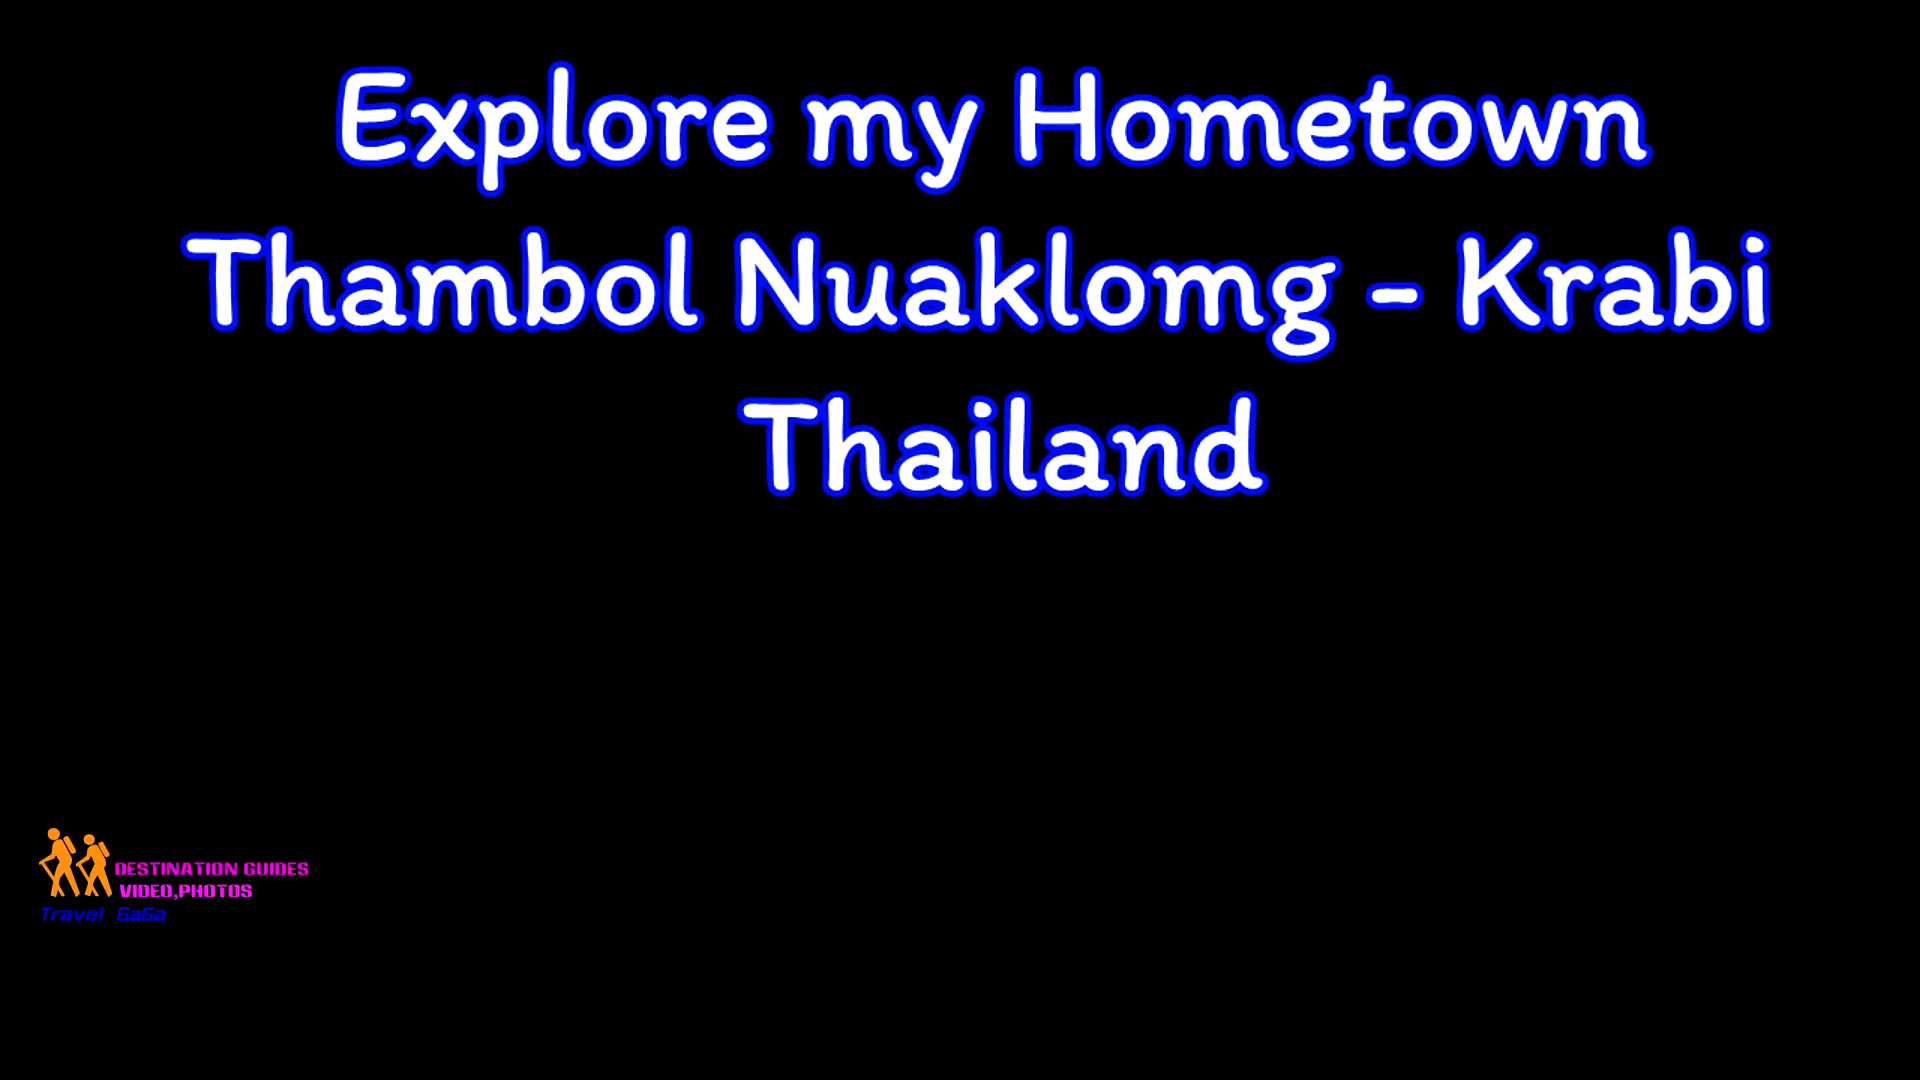 Explore my Hometown
Thambol Nuaklomg - Krabi
Thailand
DESTINATION GUIDES
VIDEO,PHOTOS
Travel GaGa